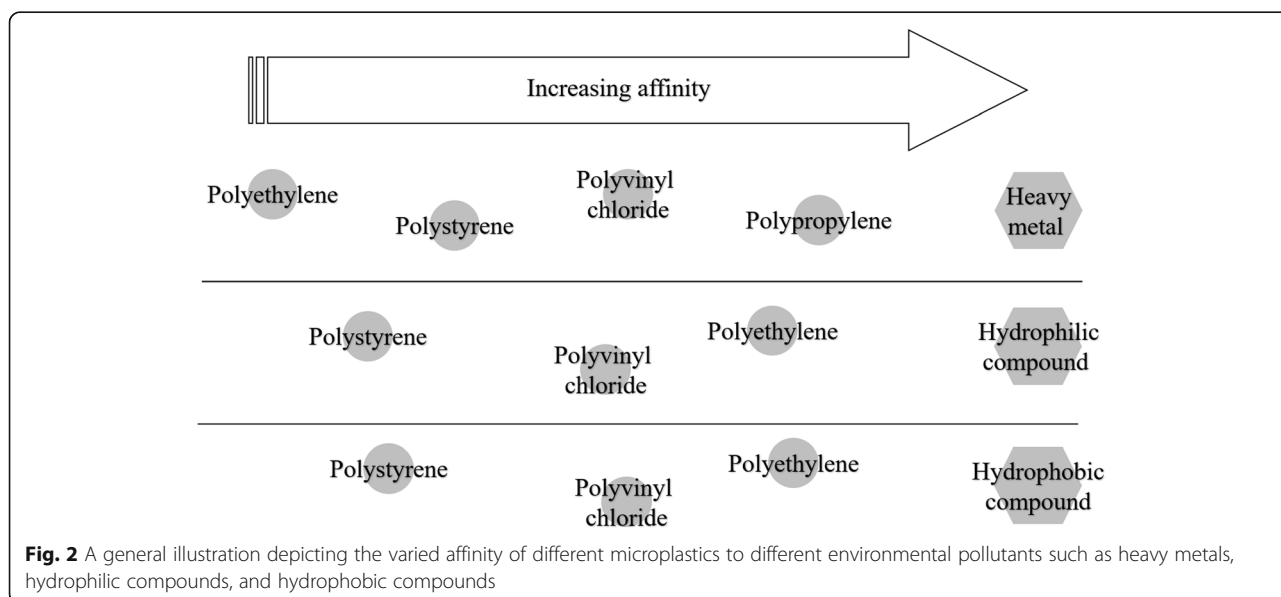 Increasing affinity
Polyethylene
Polystyrene
Polyvinyl
chloride
Polypropylene
Heavy
metal
Polystyrene
Polyvinyl
chloride
Polyethylene
Hydrophilic
compound
Polystyrene
Polyvinyl
chloride
Polyethylene
Hydrophobic
compound
Fig. 2 A general illustration depicting the varied affinity of different microplastics to different environmental pollutants such as heavy metals,
hydrophilic compounds, and hydrophobic compounds